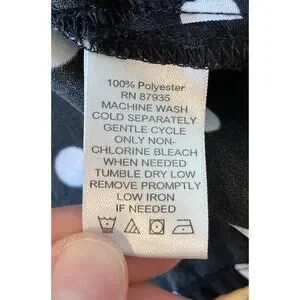 100% Polyester
RN 87935
MACHINE WASH
COLD SEPARATELY
GENTLE CYCLE
ONLY NON-
CHLORINE BLEACH
WHEN NEEDED
TUMBLE DRY LOW
REMOVE PROMPTLY
LOW IRON
IF NEEDED